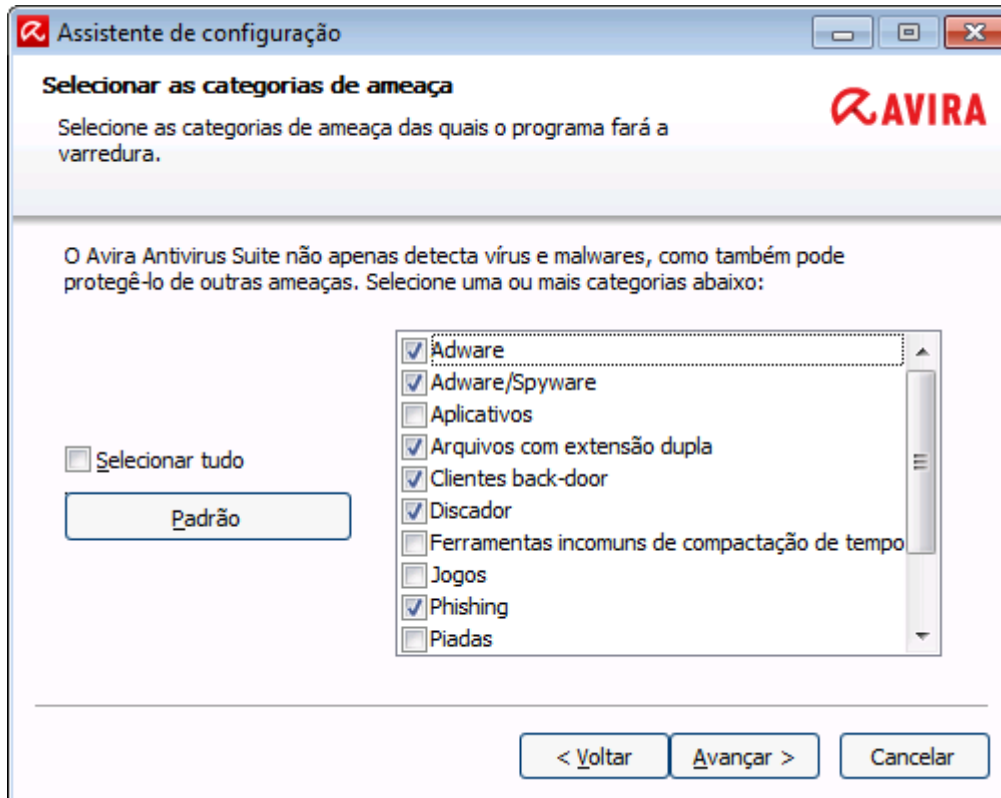 Assistente de configuração
Selecionar as categorias de ameaça
Selecione as categorias de ameaça das quais o programa fará a
varredura.
AVIRA
O Avira Antivirus Suite não apenas detecta vírus e malwares, como também pode
protegê-lo de outras ameaças. Selecione uma ou mais categorias abaixo:
Selecionar tudo
Padrão
Adware
Adware/Spyware
Aplicativos
Arquivos com extensão dupla
Clientes back-door
Discador
Ferramentas incomuns de compactação de tempo
Jogos
Phishing
Piadas
< Voltar
Avançar >
Cancelar